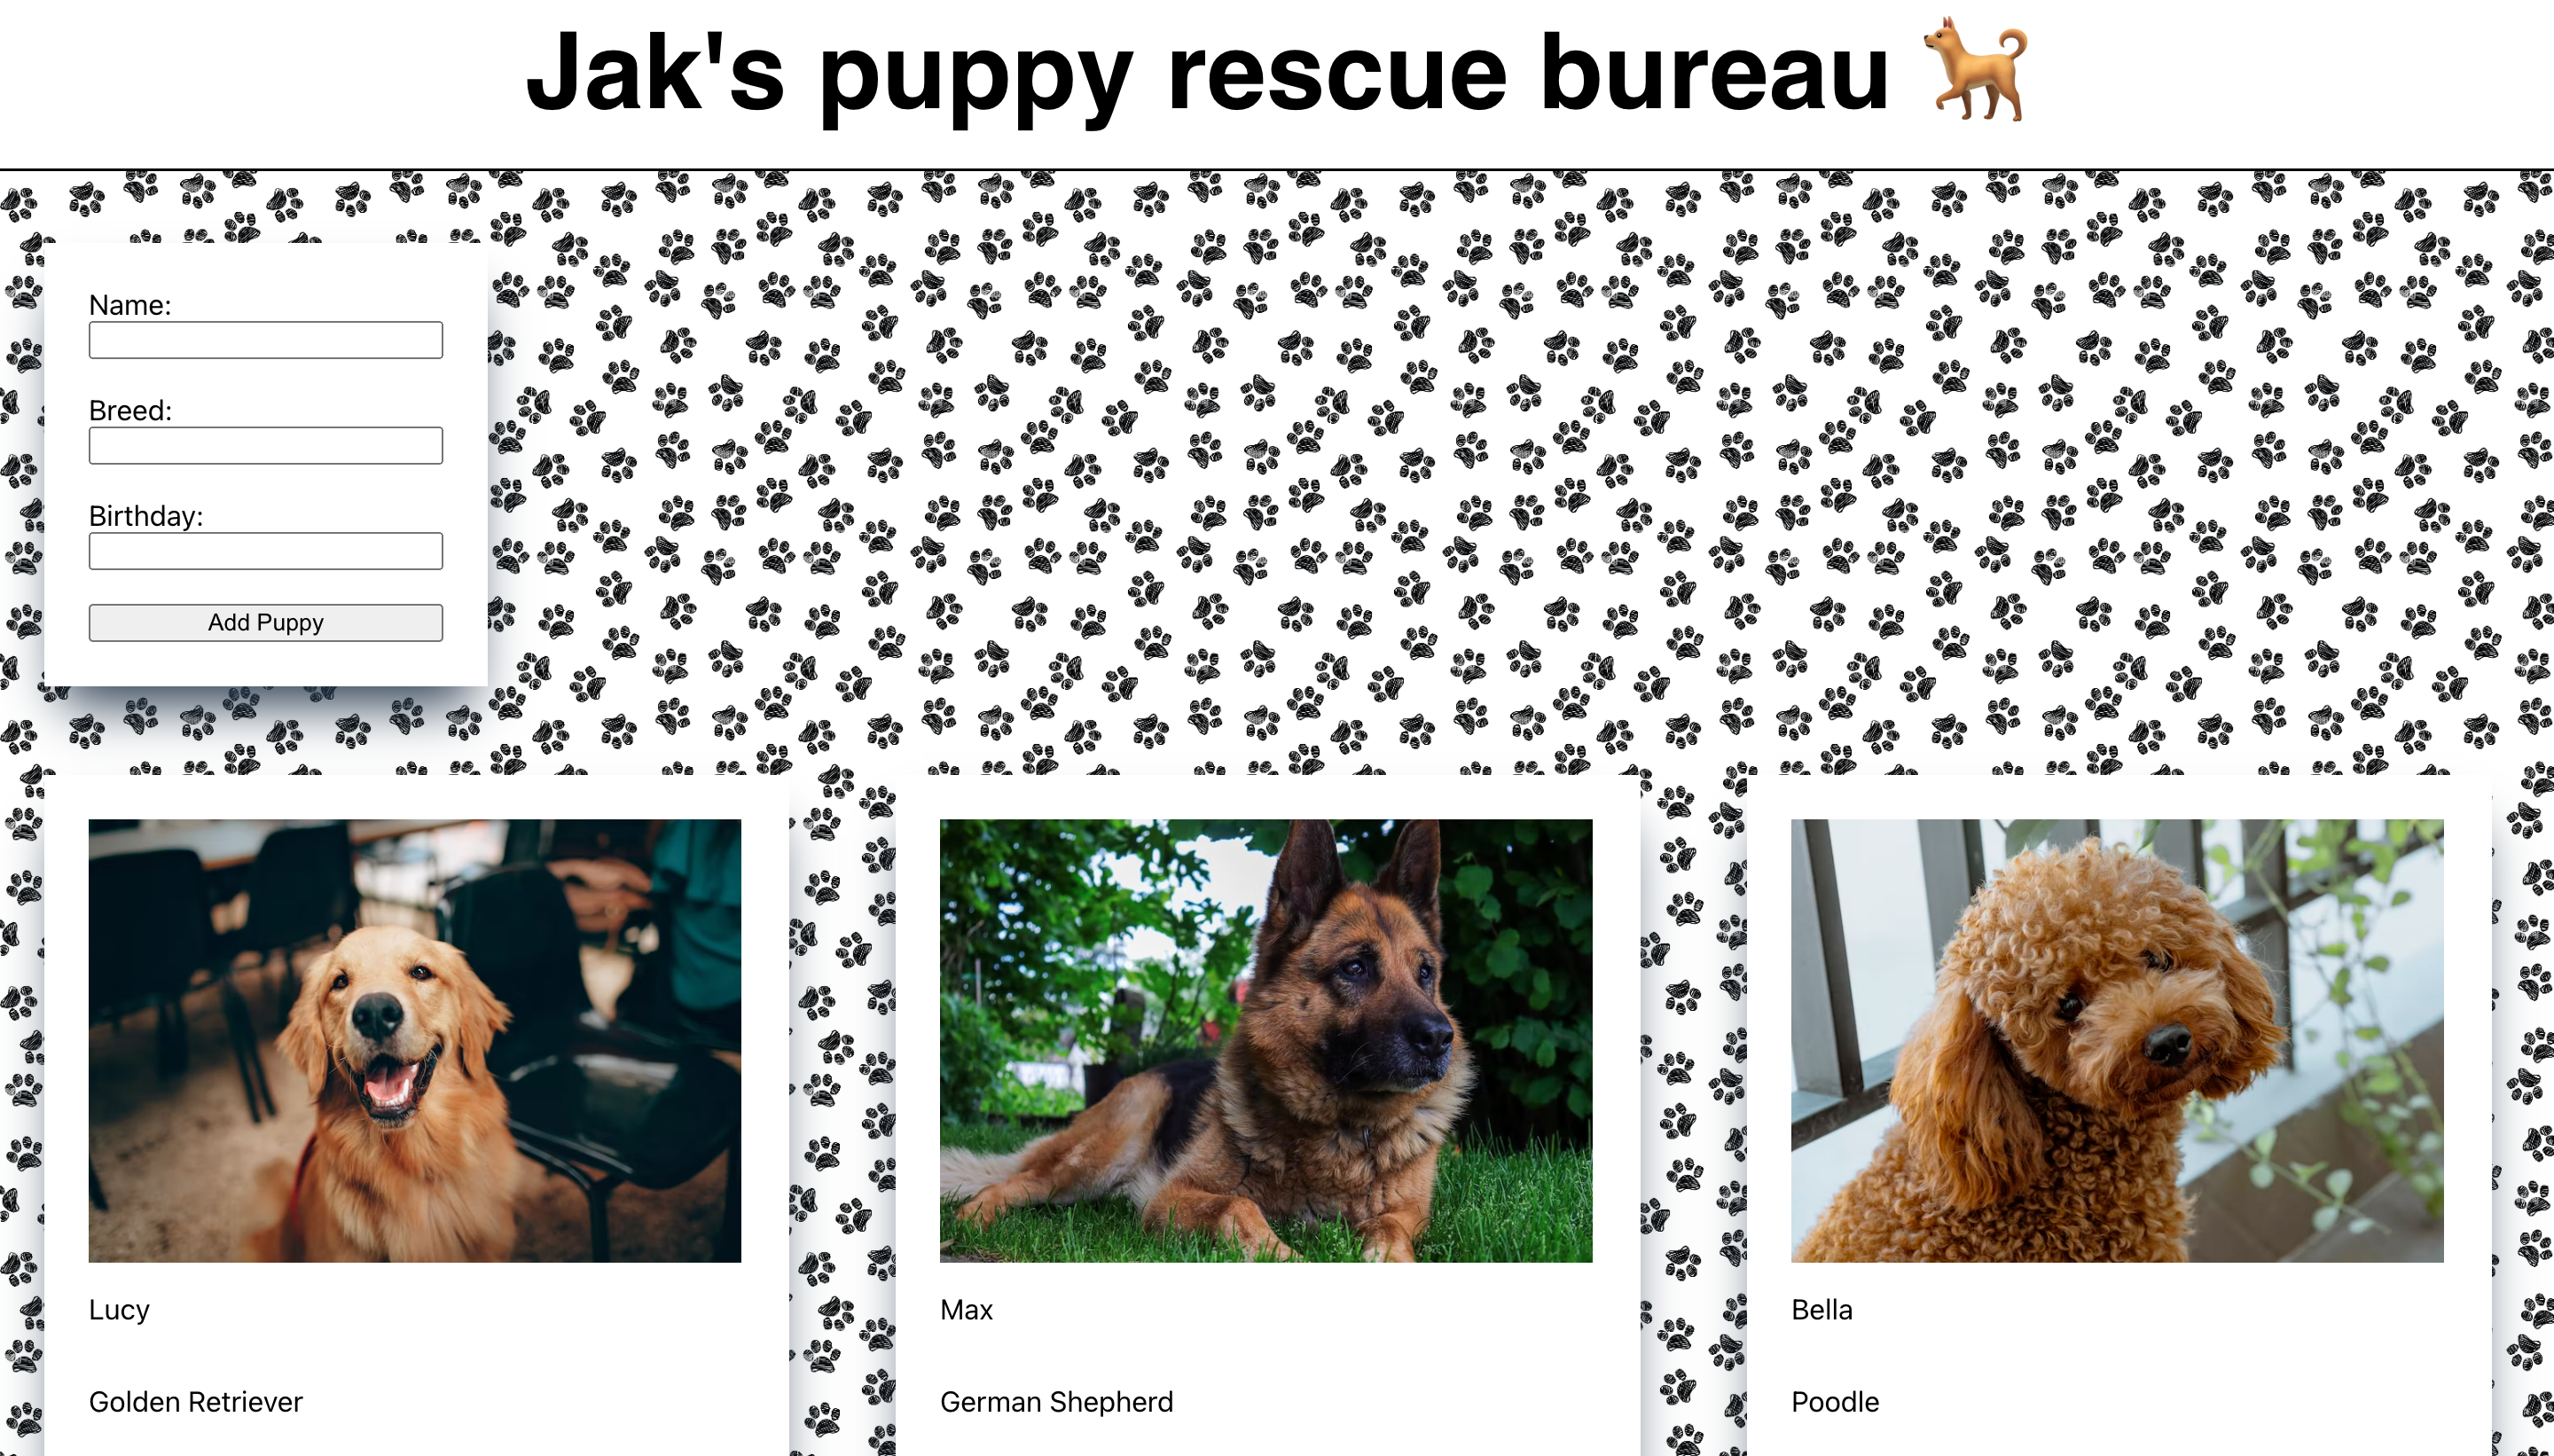 Jak's puppy rescue bureau 🐕
Name:
Breed:
Birthday:
Add Puppy
Lucy
Max
Bella
Golden Retriever
German Shepherd
Poodle